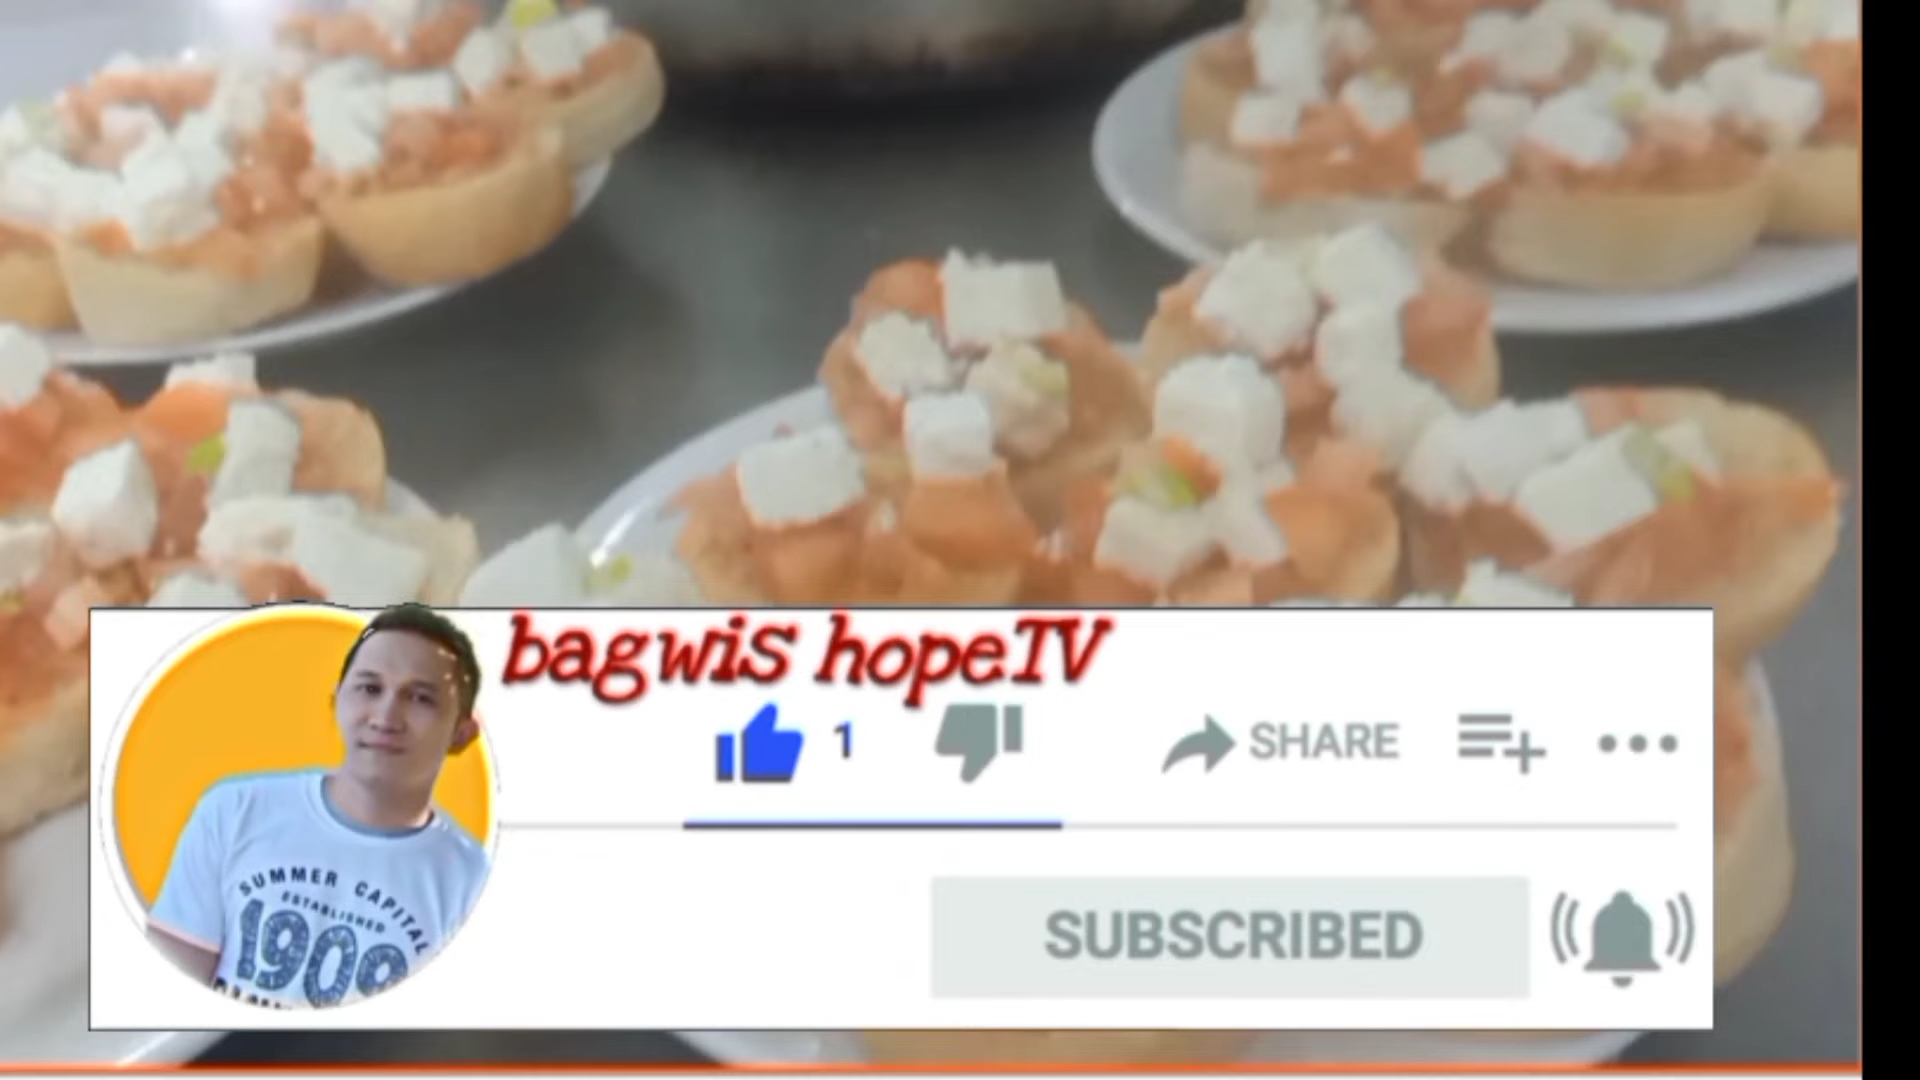 bagwis hopeTV
1
SHARE
SUMMER CAPITAL
ESTABLISHED
1909
SUBSCRIBED